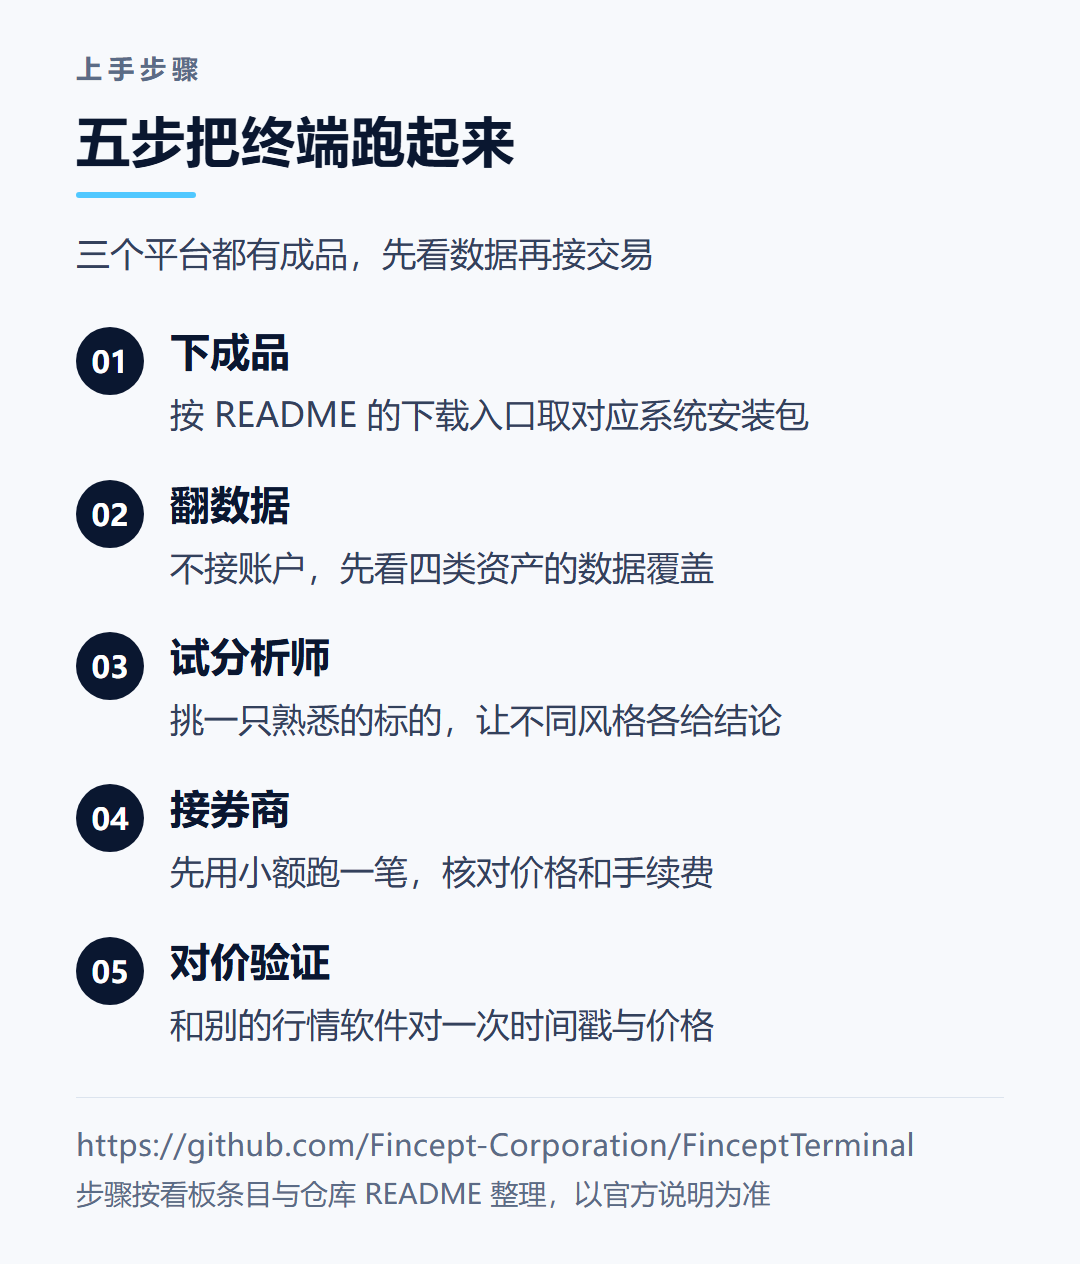 上手步骤
五步把终端跑起来
三个平台都有成品，先看数据再接交易
01
下成品
按 README 的下载入口取对应系统安装包
02
翻数据
不接账户，先看四类资产的数据覆盖
03
试分析师
挑一只熟悉的标的，让不同风格各给结论
04
接券商
先用小额跑一笔，核对价格和手续费
05
对价验证
和别的行情软件对一次时间戳与价格
https://github.com/Fincept-Corporation/FinceptTerminal
步骤按看板条目与仓库 README 整理，以官方说明为准